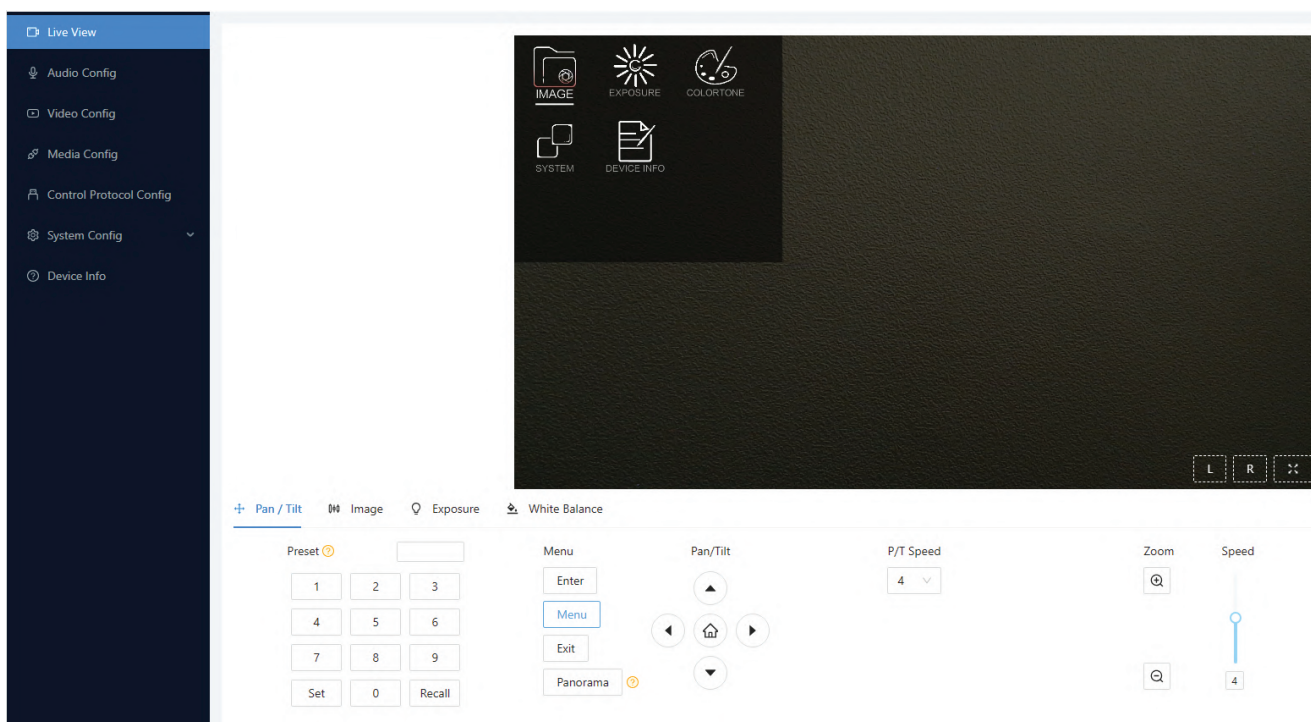 Live View
Audio Config
Video Config
Media Config
Control Protocol Config
System Config
Device Info
IMAGE EXPOSURE COLORTONE
SYSTEM DEVICE INFO
L R
Pan / Tilt Image Exposure White Balance
Preset Menu Pan/Tilt P/T Speed Zoom Speed
1 2 3 Enter 4
4 5 6 Menu
7 8 9 Exit
Set 0 Recall Panorama 4